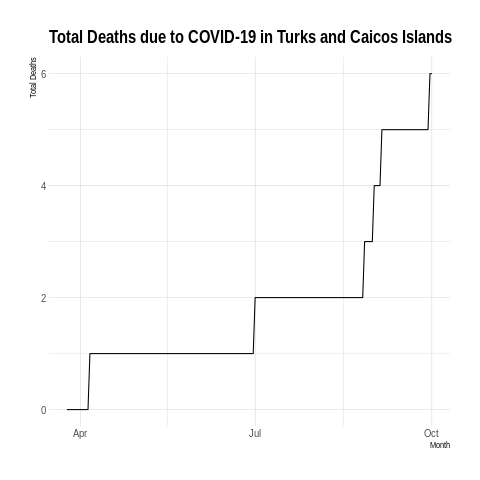 Total Deaths due to COVID-19 in Turks and Caicos Islands
Total Deaths
6
4
2
0
Apr
Jul
Oct
Month